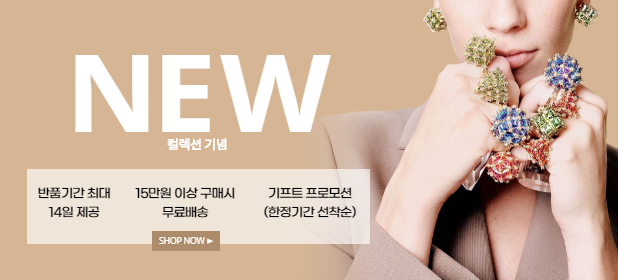 NEW
컬렉션 기념
반품기간 최대
14일 제공
15만원 이상 구매시
무료배송
기프트 프로모션
(한정기간 선착순)
SHOP NOW ▶